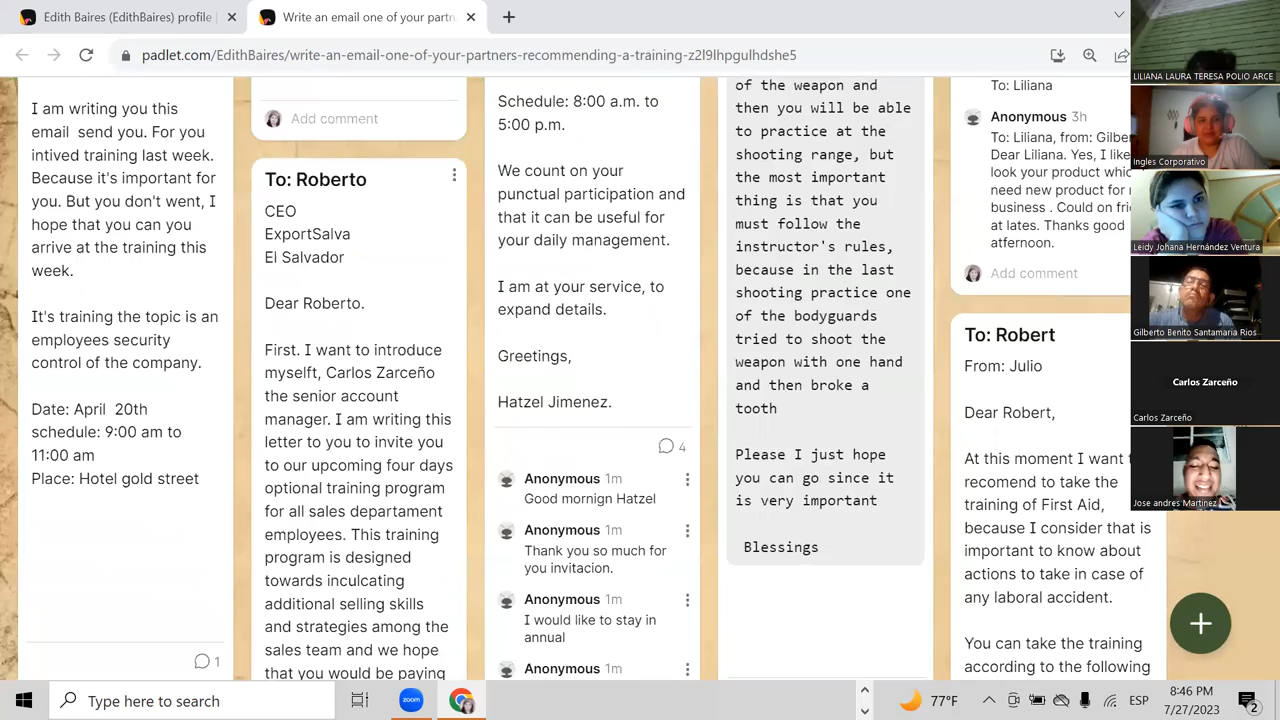 Edith Baires (EdithBaires) profile |
Write an email one of your partn
padlet.com/EdithBaires/write-an-email-one-of-your-partners-recommending-a-training-z2l9lhpgulhdshe5
I am writing you this
email  send you. For you
intived training last week.
Because it's important for
you. But you don't went, I
hope that you can you
arrive at the training this
week.
It's training the topic is an
employees security
control of the company.
Date: April  20th
schedule: 9:00 am to
11:00 am
Place: Hotel gold street
1
Add comment
To: Roberto
CEO
ExportSalva
El Salvador
Dear Roberto.
First. I want to introduce
myselft, Carlos Zarceño
the senior account
manager. I am writing this
letter to you to invite you
to our upcoming four days
optional training program
for all sales departament
employees. This training
program is designed
towards inculcating
additional selling skills
and strategies among the
sales team and we hope
that you would be paying
Schedule: 8:00 a.m. to
5:00 p.m.
We count on your
punctual participation and
that it can be useful for
your daily management.
I am at your service, to
expand details.
Greetings,
Hatzel Jimenez.
4
Anonymous 1m
Good mornign Hatzel
Anonymous 1m
Thank you so much for
you invitacion.
Anonymous 1m
I would like to stay in
annual
Anonymous 1m
of the weapon and
then you will be able
to practice at the
shooting range, but
the most important
thing is that you
must follow the
instructor's rules,
because in the last
shooting practice one
of the bodyguards
tried to shoot the
weapon with one hand
and then broke a
tooth
Please I just hope
you can go since it
is very important
Blessings
To: Liliana
Anonymous 3h
To: Liliana, from: Gilber
Dear Liliana. Yes, I like
look your product whic
need new product for
business . Could on fri
at lates. Thanks good
atfernoon.
Add comment
To: Robert
From: Julio
Dear Robert,
At this moment I want
recomend to take the
training of First Aid,
because I consider that is
important to know about
actions to take in case of
any laboral accident.
You can take the training
according to the following
LILIANA LAURA TERESA POLIO ARCE
Ingles Corporativo
Leidy Johana Hernández Ventura
Gilberto Benito Santamaria Rios
Carlos Zarceño
Carlos Zarceño
Jose andres Martinez
Type here to search
zoom
77°F
ESP
8:46 PM
7/27/2023
2